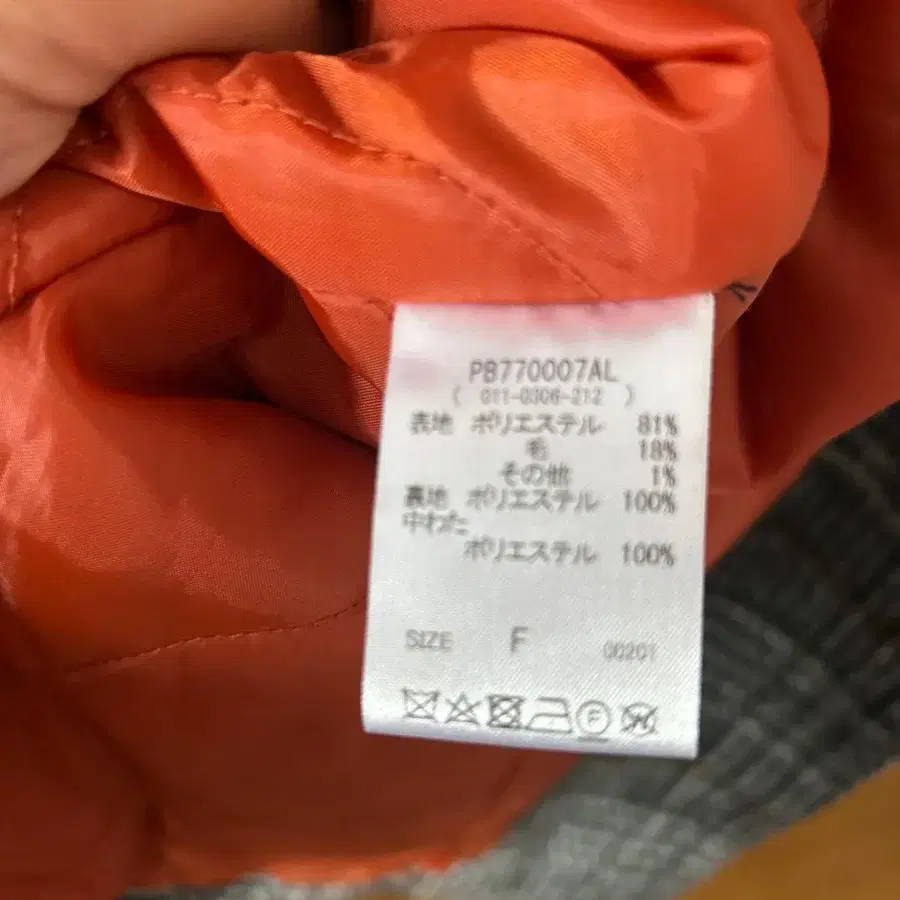 PB770007AL
( 011-0306-212 )
表地 ポリエステル 81%
毛 18%
その他 1%
裏地 ポリエステル 100%
中わた
ポリエステル 100%
SIZE F 00201
F